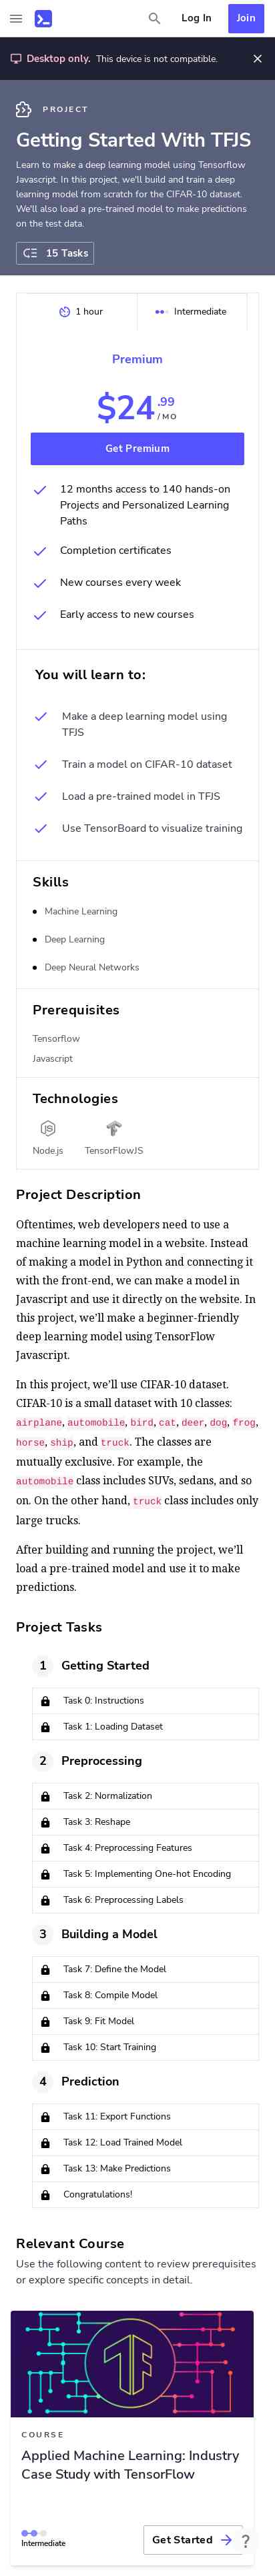 Log In
Join
Desktop only. This device is not compatible.
PROJECT
Getting Started With TFJS
Learn to make a deep learning model using Tensorflow
Javascript. In this project, we'll build and train a deep
learning model from scratch for the CIFAR-10 dataset.
We'll also load a pre-trained model to make predictions
on the test data.
15 Tasks
1 hour
Intermediate
Premium
$24.99
/MO
Get Premium
12 months access to 140 hands-on
Projects and Personalized Learning
Paths
Completion certificates
New courses every week
Early access to new courses
You will learn to:
Make a deep learning model using
TFJS
Train a model on CIFAR-10 dataset
Load a pre-trained model in TFJS
Use TensorBoard to visualize training
Skills
Machine Learning
Deep Learning
Deep Neural Networks
Prerequisites
Tensorflow
Javascript
Technologies
Node.js
TensorFlowJS
Project Description
Oftentimes, web developers need to use a
machine learning model in a website. Instead
of making a model in Python and connecting it
with the front-end, we can make a model in
Javascript and use it directly on the website. In
this project, we'll make a beginner-friendly
deep learning model using TensorFlow
Javascript.
In this project, we'll use CIFAR-10 dataset.
CIFAR-10 is a small dataset with 10 classes:
airplane, automobile, bird, cat, deer, dog, frog,
horse, ship, and truck. The classes are
mutually exclusive. For example, the
automobile class includes SUVs, sedans, and so
on. On the other hand, truck class includes only
large trucks.
After building and running the project, we'll
load a pre-trained model and use it to make
predictions.
Project Tasks
1 Getting Started
Task 0: Instructions
Task 1: Loading Dataset
2 Preprocessing
Task 2: Normalization
Task 3: Reshape
Task 4: Preprocessing Features
Task 5: Implementing One-hot Encoding
Task 6: Preprocessing Labels
3 Building a Model
Task 7: Define the Model
Task 8: Compile Model
Task 9: Fit Model
Task 10: Start Training
4 Prediction
Task 11: Export Functions
Task 12: Load Trained Model
Task 13: Make Predictions
Congratulations!
Relevant Course
Use the following content to review prerequisites
or explore specific concepts in detail.
COURSE
Applied Machine Learning: Industry
Case Study with TensorFlow
Intermediate
Get Started
?